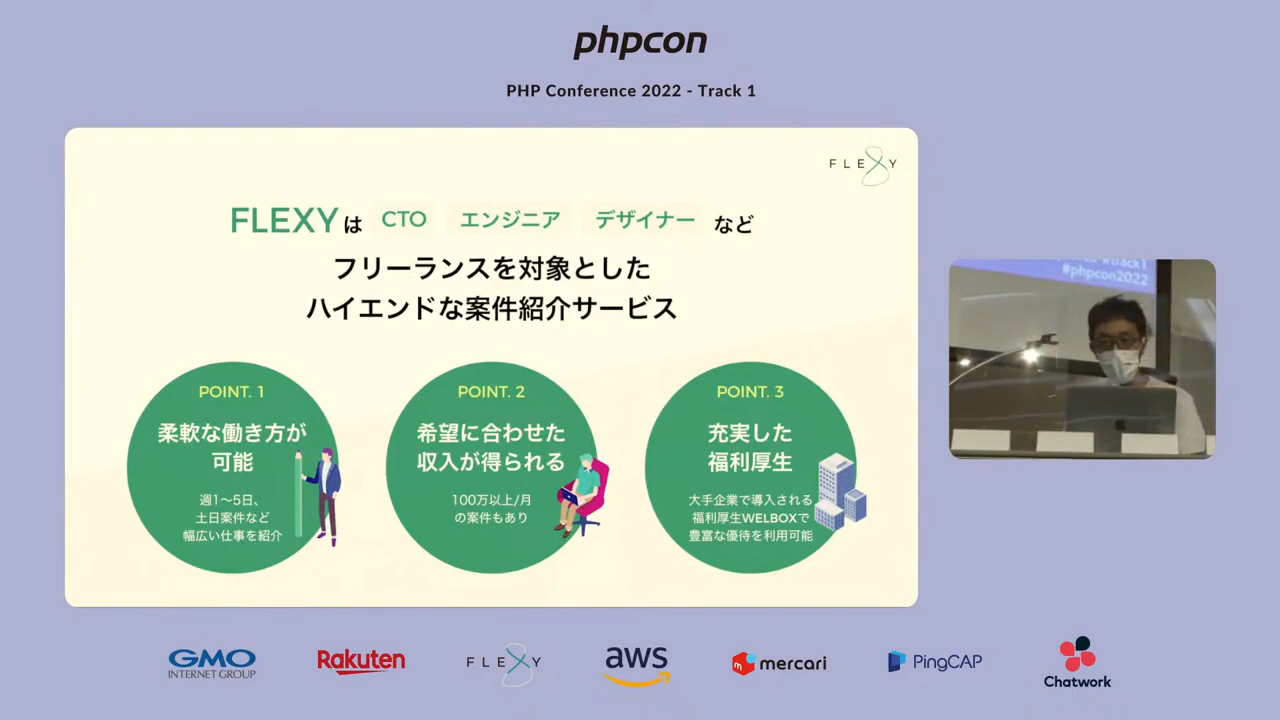 phpcon
PHP Conference 2022 - Track 1
FLEXY
FLEXYは CTO エンジニア デザイナー など
フリーランスを対象とした
ハイエンドな案件紹介サービス
POINT. 1
柔軟な働き方が
可能
週1〜5日、
土日案件など
幅広い仕事を紹介
POINT. 2
希望に合わせた
収入が得られる
100万以上/月
の案件もあり
POINT. 3
充実した
福利厚生
大手企業で導入される
福利厚生WELBOXで
豊富な優待を利用可能
#track1
#phpcon2022
GMO
INTERNET GROUP
Rakuten
FLEXY
aws
mercari
PingCAP
Chatwork